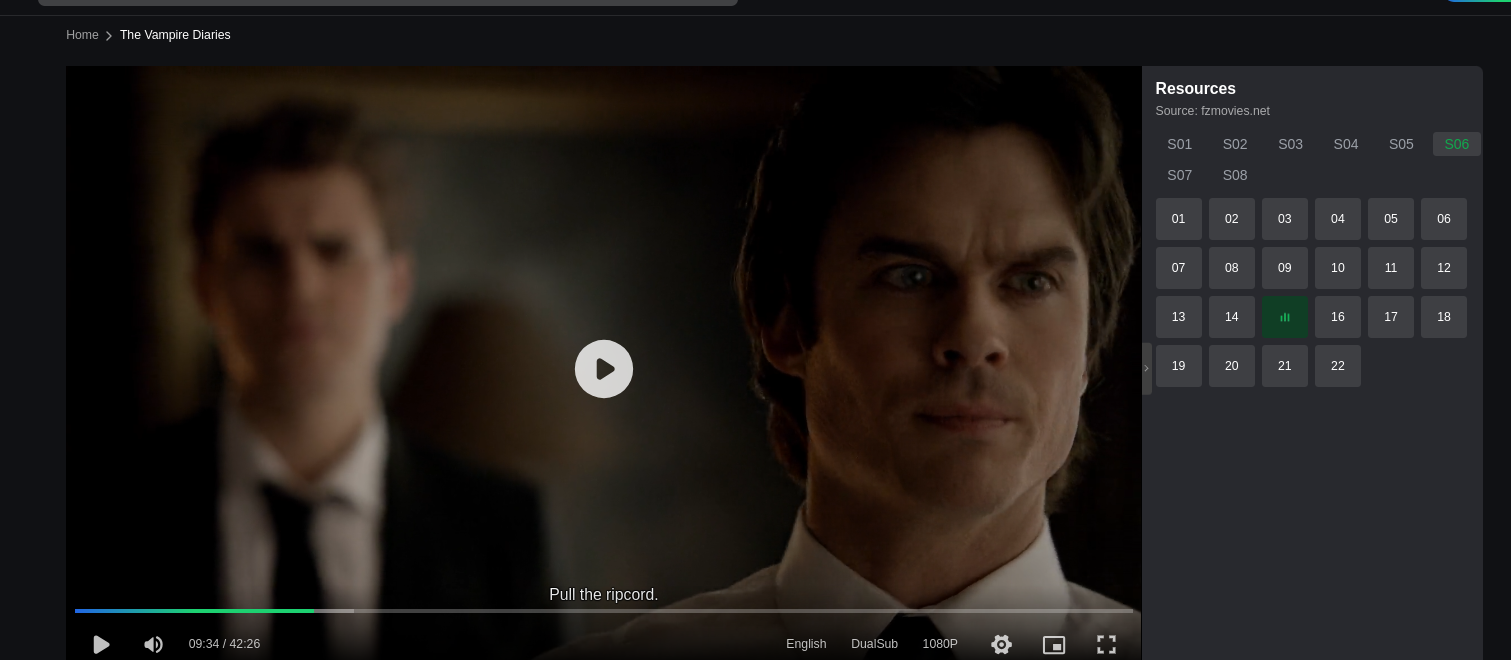 Home > The Vampire Diaries
Resources
Source: fzmovies.net
S01 S02 S03 S04 S05 S06
S07 S08
01 02 03 04 05 06
07 08 09 10 11 12
13 14 16 17 18
19 20 21 22
Pull the ripcord.
09:34 / 42:26 English DualSub 1080P